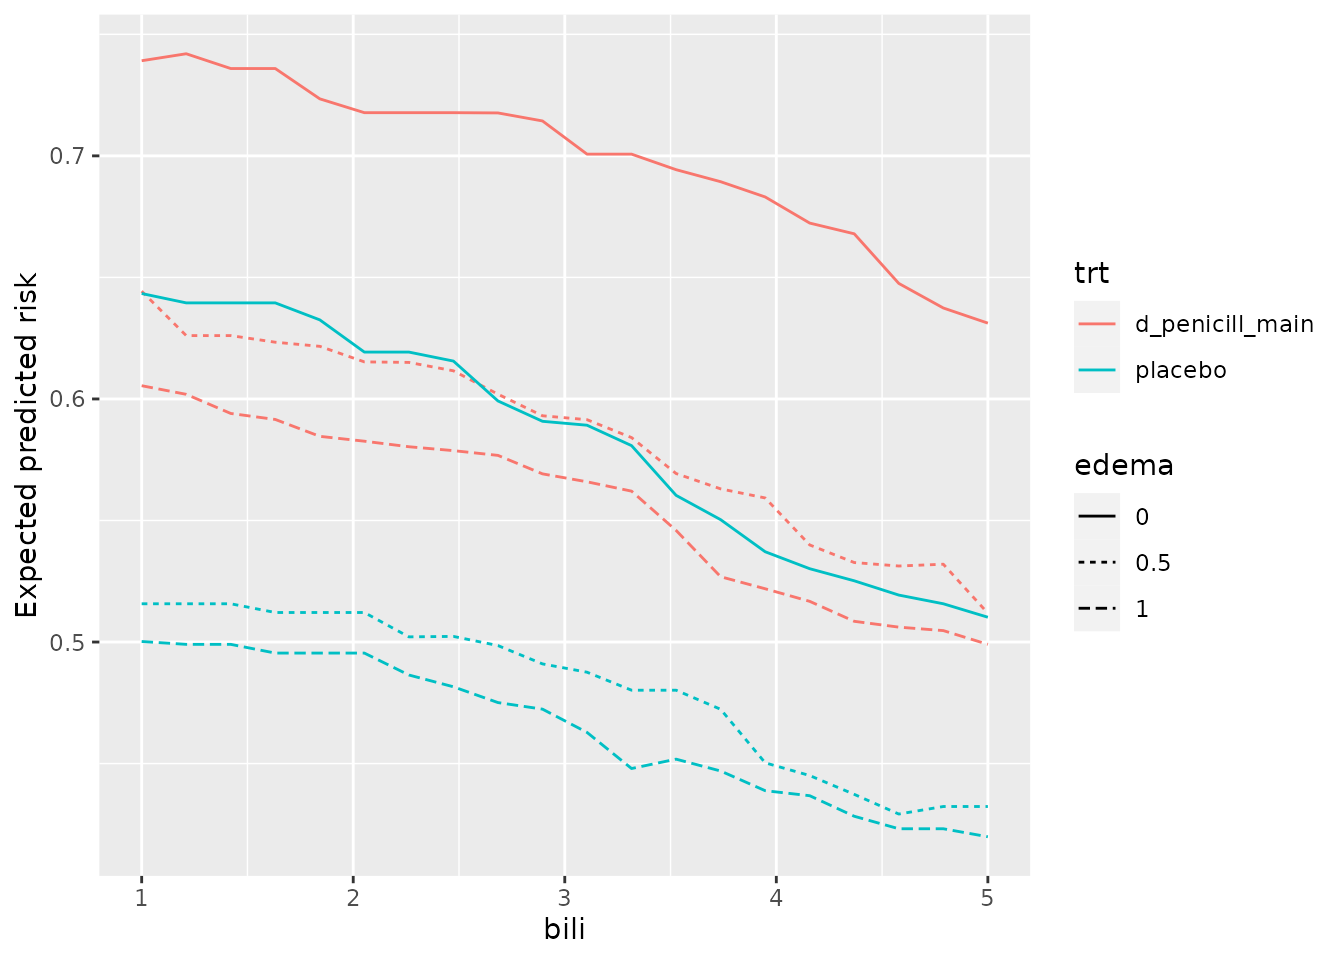 Expected predicted risk
0.7
0.6
0.5
1 2 3 4 5
bili
trt
d_penicill_main
placebo
edema
0
0.5
1